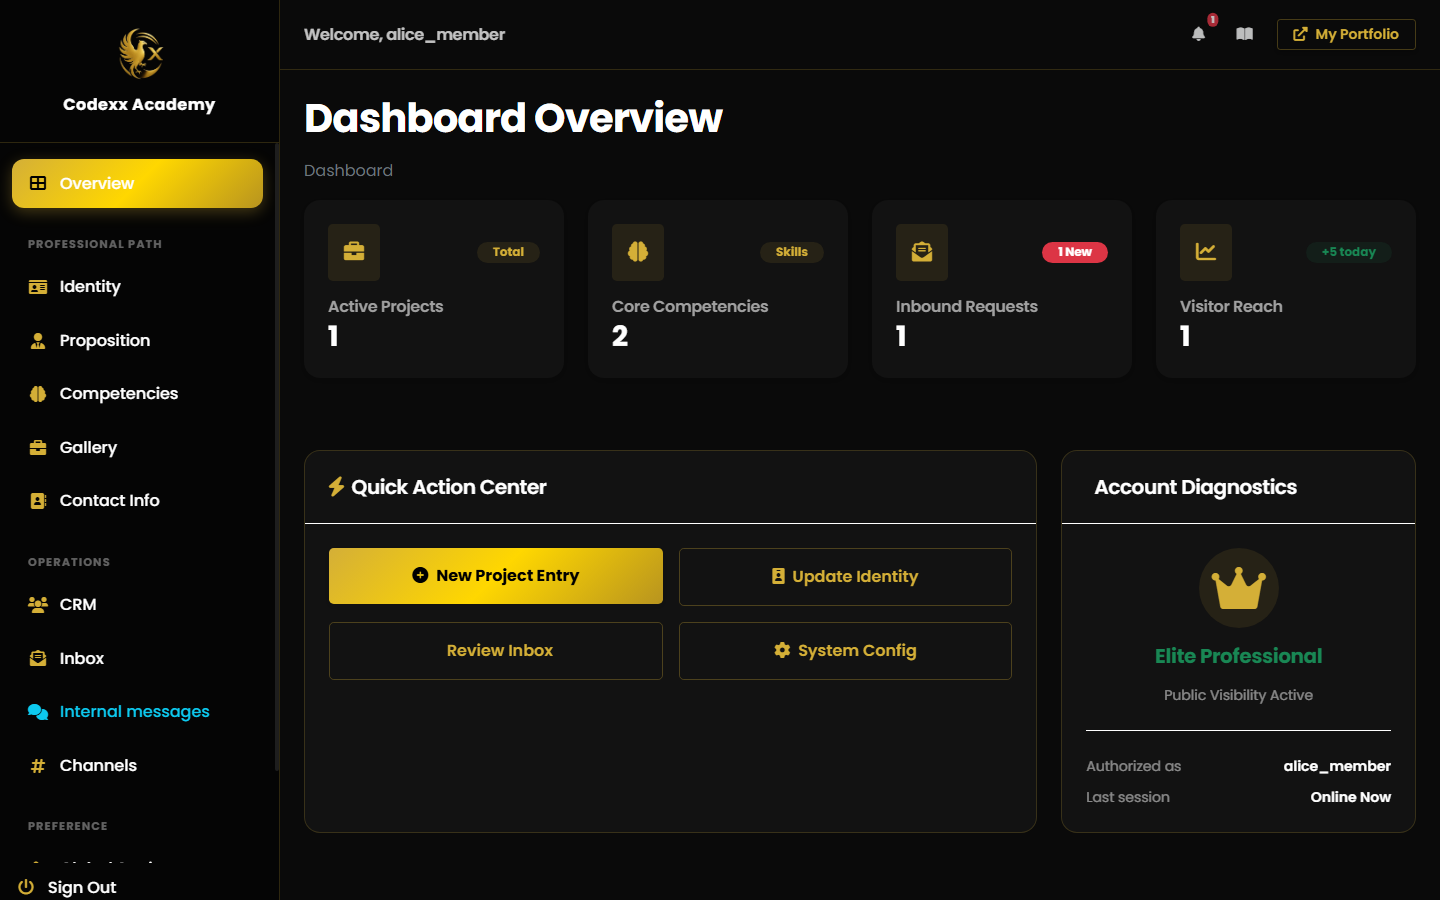 X
Codexx Academy
Overview
PROFESSIONAL PATH
Identity
Proposition
Competencies
Gallery
Contact Info
OPERATIONS
CRM
Inbox
Internal messages
Channels
PREFERENCE
Sign Out
Welcome, alice_member
1
My Portfolio
Dashboard Overview
Dashboard
Total
Active Projects
1
Skills
Core Competencies
2
1 New
Inbound Requests
1
+5 today
Visitor Reach
1
Quick Action Center
New Project Entry
Update Identity
Review Inbox
System Config
Account Diagnostics
Elite Professional
Public Visibility Active
Authorized as alice_member
Last session Online Now